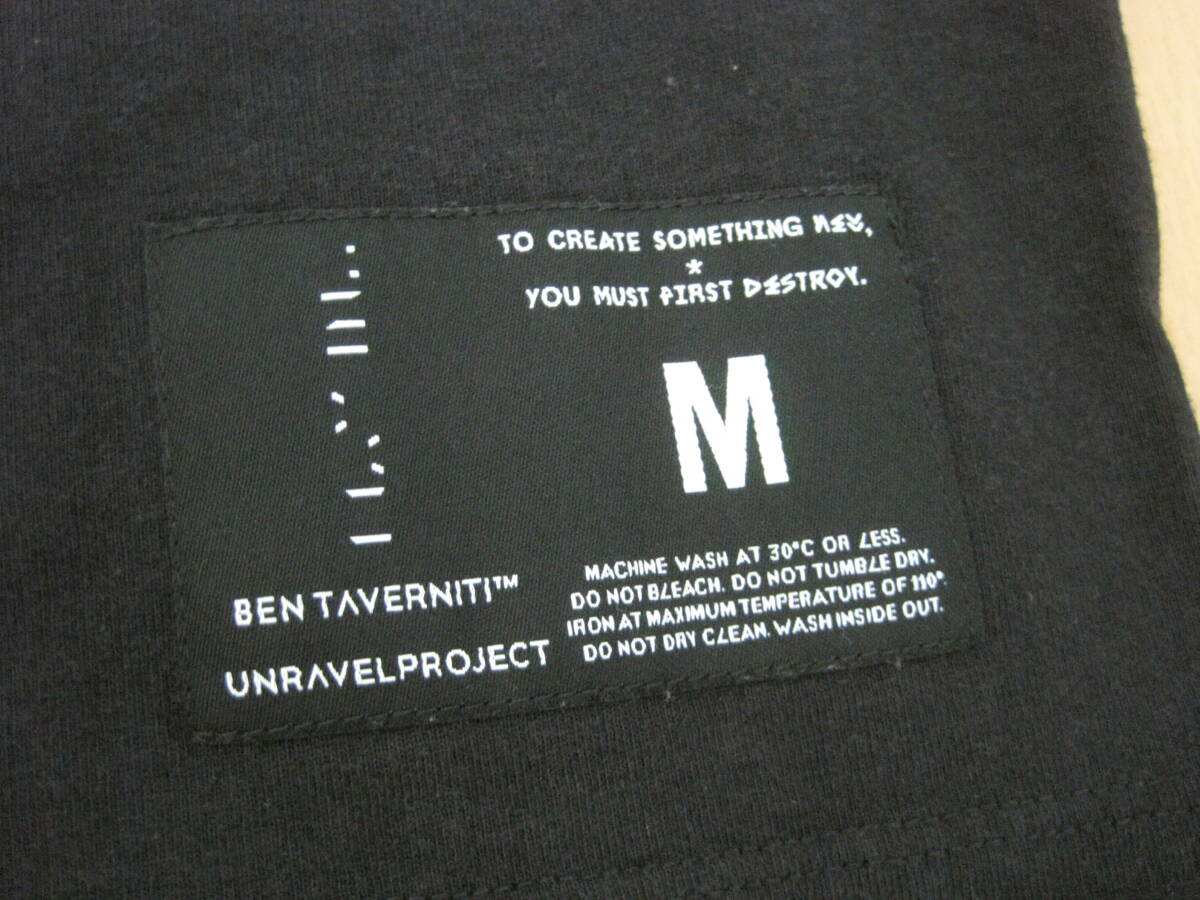 TO CREATE SOMETHING NEW,
*
YOU MUST FIRST DESTROY.
M
BEN TAVERNITI™
UNRAVELPROJECT
MACHINE WASH AT 30°C OR LESS.
DO NOT BLEACH. DO NOT TUMBLE DRY.
IRON AT MAXIMUM TEMPERATURE OF 110°.
DO NOT DRY CLEAN. WASH INSIDE OUT.